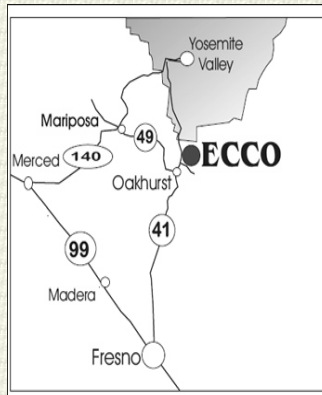 Yosemite
Valley
Mariposa
49
ECCO
Merced
140
Oakhurst
41
99
Madera
Fresno